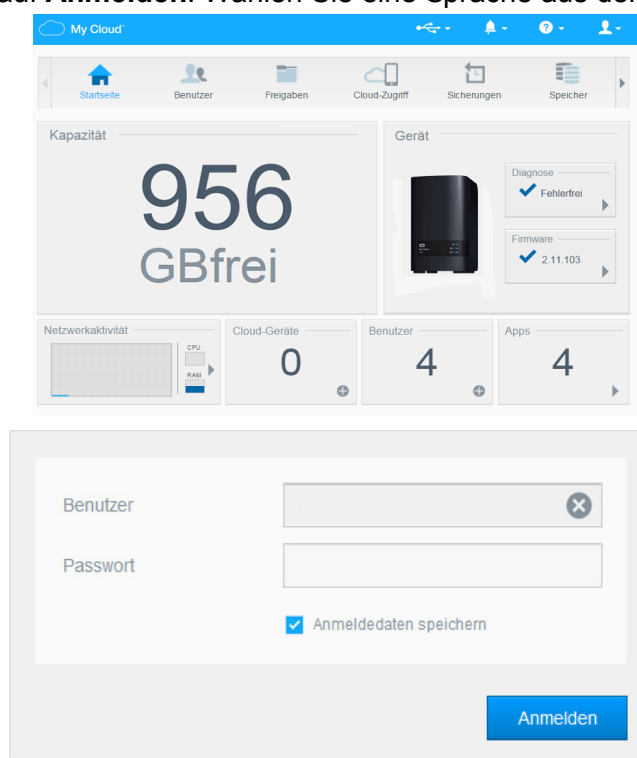 auf Anmelden. Wählen Sie eine Sprache aus der
My Cloud
Startseite Benutzer Freigaben Cloud-Zugriff Sicherungen Speicher
Kapazität
956
GBfrei
Gerät
Diagnose
Fehlerfrei
Firmware
2.11.103
Netzwerkaktivität
CPU
RAM
Cloud-Geräte
0
Benutzer
4
Apps
4
Benutzer
Passwort
Anmeldedaten speichern
Anmelden